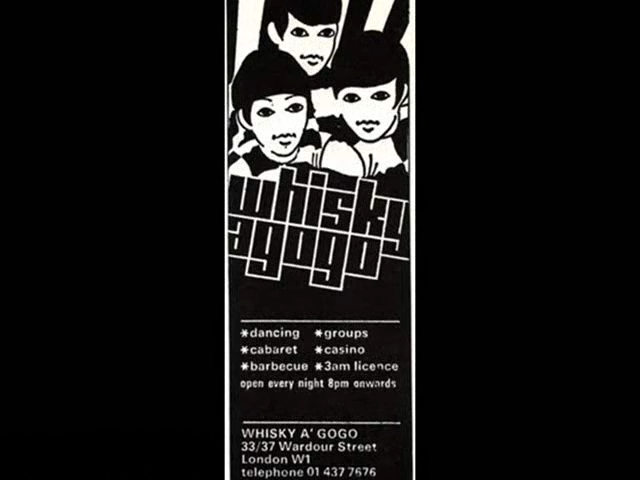 whisky
agogo
*dancing *groups
*cabaret *casino
*barbecue *3am licence
open every night 8pm onwards
WHISKY A' GOGO
33/37 Wardour Street
London W1
telephone 01 437 7676